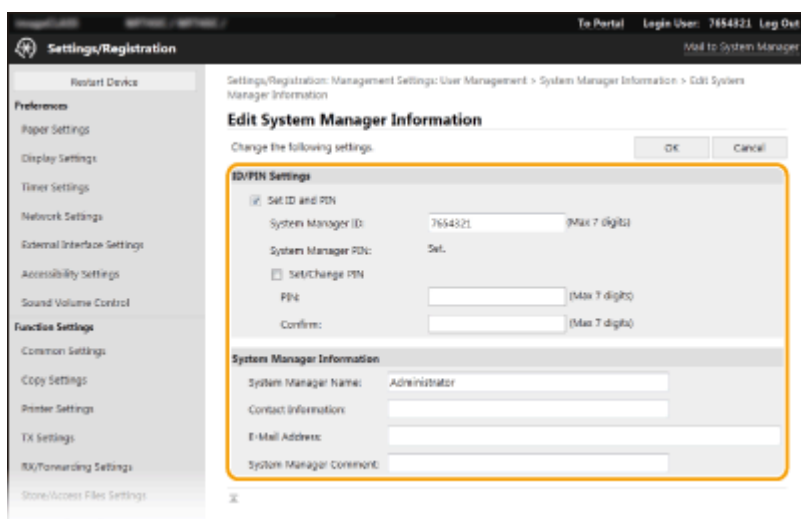 To Portal Login User: 7654321 Log Out
Settings/Registration
Mail to System Manager
Restart Device
Preferences
Paper Settings
Display Settings
Timer Settings
Network Settings
External Interface Settings
Accessibility Settings
Sound Volume Control
Function Settings
Common Settings
Copy Settings
Printer Settings
TX Settings
RX/Forwarding Settings
Store/Access Files Settings
Settings/Registration: Management Settings: User Management > System Manager Information > Edit System
Manager Information
Edit System Manager Information
Change the following settings.
OK Cancel
ID/PIN Settings
Set ID and PIN
System Manager ID: 7654321 (Max 7 digits)
System Manager PIN: Set.
Set/Change PIN
PIN: (Max 7 digits)
Confirm: (Max 7 digits)
System Manager Information
System Manager Name: Administrator
Contact Information:
E-Mail Address:
System Manager Comment: